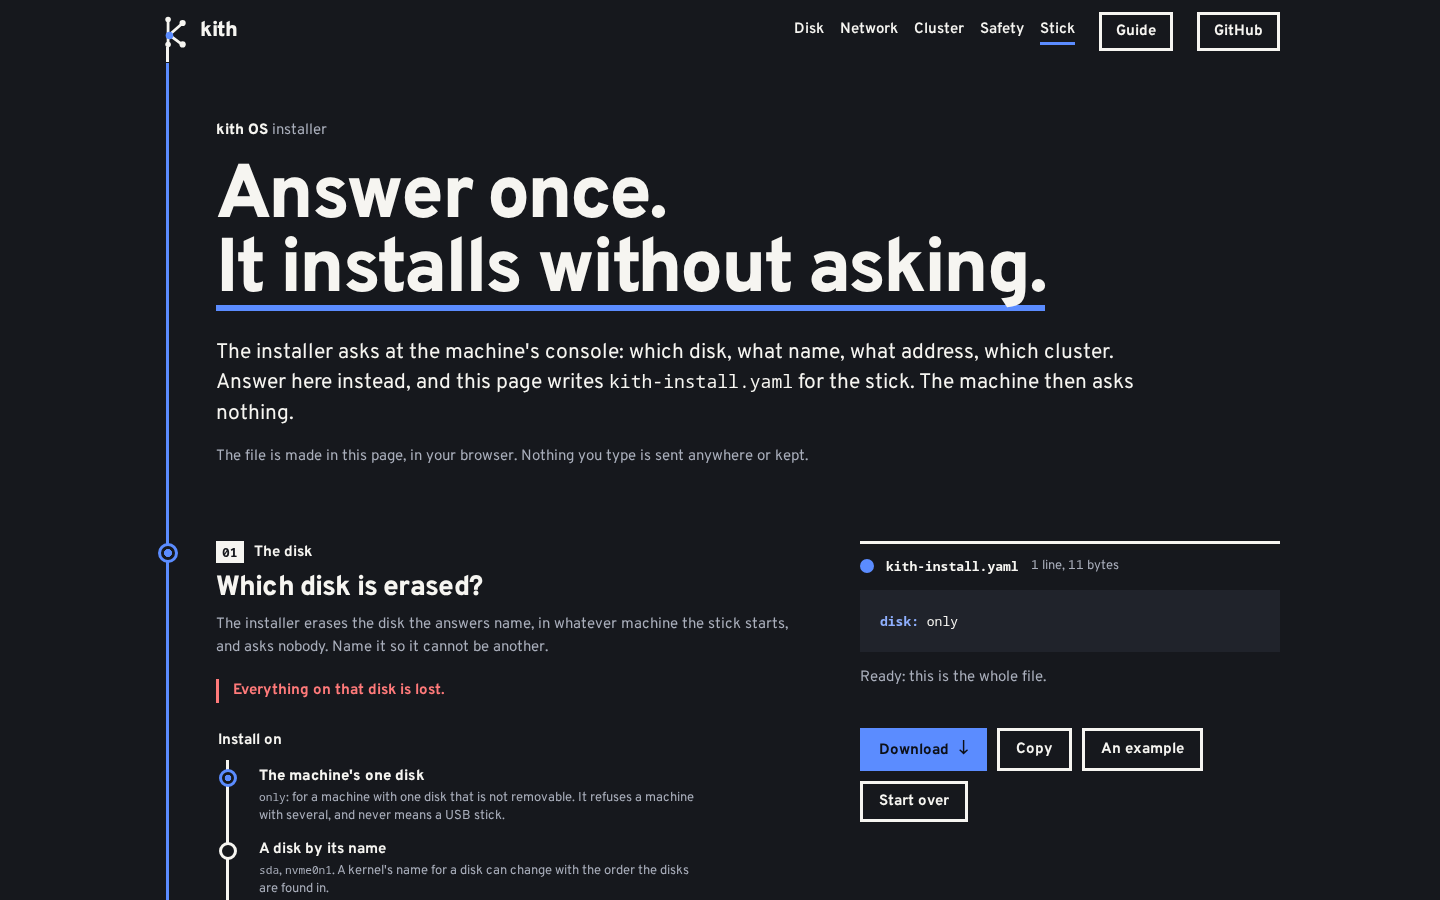 kith
Disk Network Cluster Safety Stick Guide GitHub
kith OS installer
Answer once.
It installs without asking.
The installer asks at the machine's console: which disk, what name, what address, which cluster.
Answer here instead, and this page writes kith-install.yaml for the stick. The machine then asks
nothing.
The file is made in this page, in your browser. Nothing you type is sent anywhere or kept.
01 The disk
Which disk is erased?
The installer erases the disk the answers name, in whatever machine the stick starts,
and asks nobody. Name it so it cannot be another.
Everything on that disk is lost.
Install on
The machine's one disk
only: for a machine with one disk that is not removable. It refuses a machine
with several, and never means a USB stick.
A disk by its name
sda, nvme0n1. A kernel's name for a disk can change with the order the disks
are found in.
kith-install.yaml 1 line, 11 bytes
disk: only
Ready: this is the whole file.
Download ↓ Copy An example
Start over